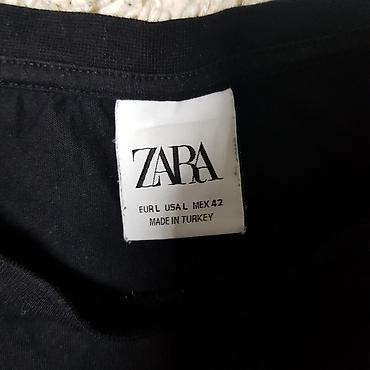 ZARA
EUR L USA L MEX 42
MADE IN TURKEY